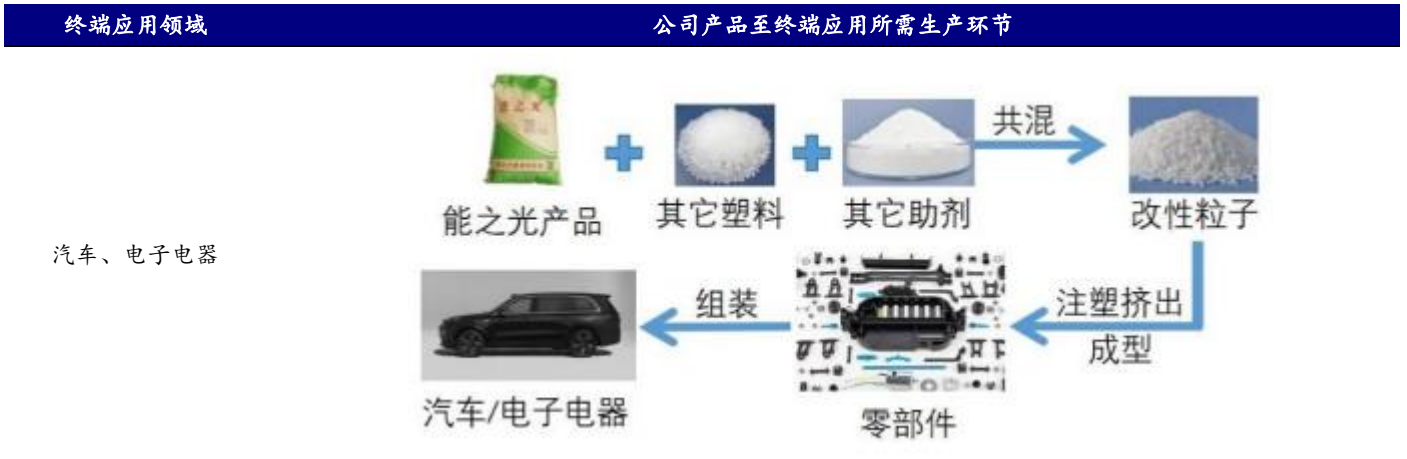 终端应用领域
公司产品至终端应用所需生产环节
共混
能之光产品
其它塑料
其它助剂
改性粒子
汽车、电子电器
组装
注塑挤出
成型
汽车/电子电器
零部件